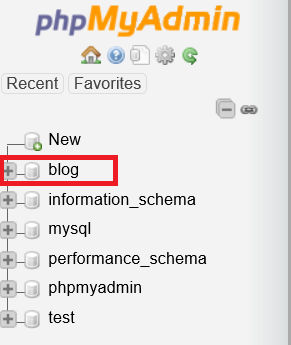 phpMyAdmin
Recent Favorites
New
blog
information_schema
mysql
performance_schema
phpmyadmin
test